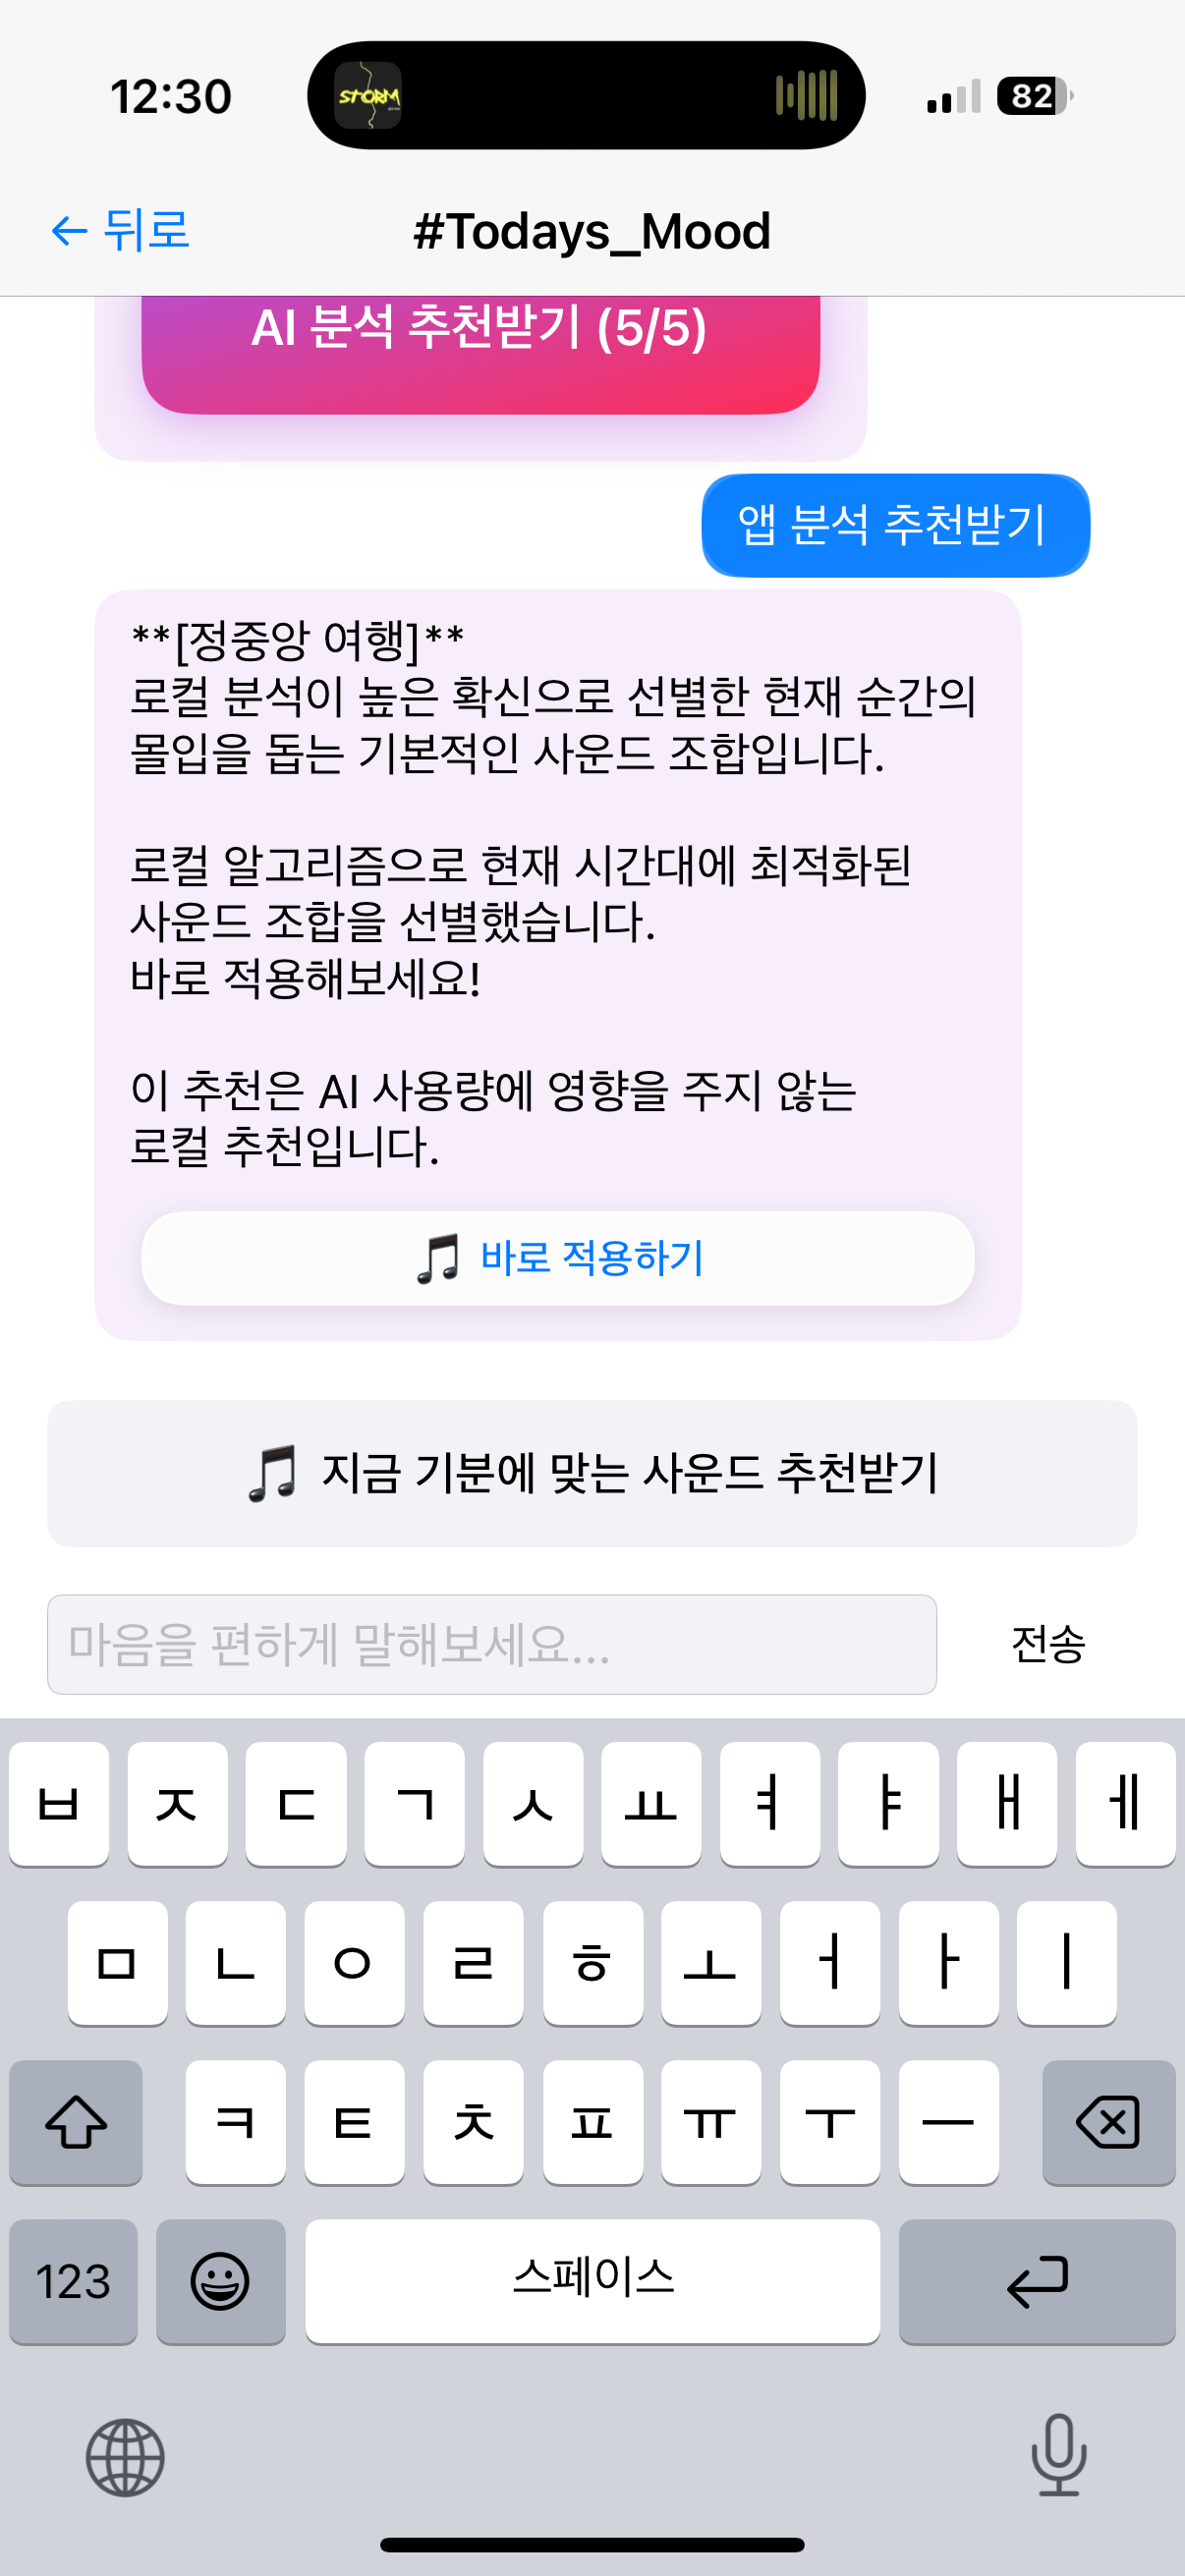 12:30
STORM
82
← 뒤로
#Todays_Mood
AI 분석 추천받기 (5/5)
앱 분석 추천받기
**[정중앙 여행]**
로컬 분석이 높은 확신으로 선별한 현재 순간의
몰입을 돕는 기본적인 사운드 조합입니다.
로컬 알고리즘으로 현재 시간대에 최적화된
사운드 조합을 선별했습니다.
바로 적용해보세요!
이 추천은 AI 사용량에 영향을 주지 않는
로컬 추천입니다.
🎵 바로 적용하기
🎵 지금 기분에 맞는 사운드 추천받기
마음을 편하게 말해보세요...
전송
ㅂ ㅈ ㄷ ㄱ ㅅ ㅛ ㅕ ㅑ ㅐ ㅔ
ㅁ ㄴ ㅇ ㄹ ㅎ ㅗ ㅓ ㅏ ㅣ
ㅋ ㅌ ㅊ ㅍ ㅠ ㅜ ㅡ
123 스페이스